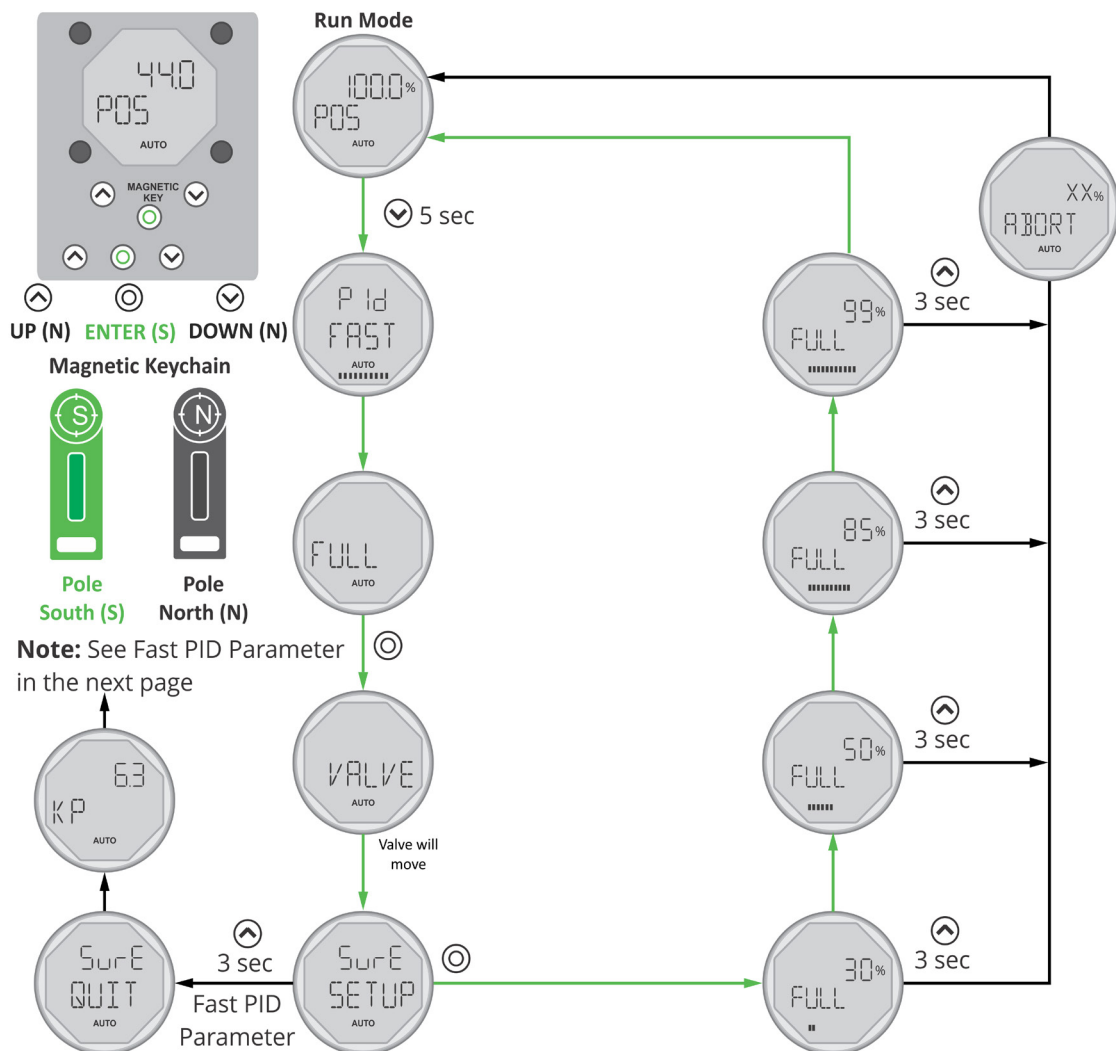 Run Mode
44.0
POS
AUTO
MAGNETIC
KEY
UP (N) ENTER (S) DOWN (N)
Magnetic Keychain
S
N
Pole
South (S)
Pole
North (N)
Note: See Fast PID Parameter
in the next page
6.3
KP
AUTO
SurE
QUIT
AUTO
3 sec
Fast PID
Parameter
100.0%
POS
AUTO
5 sec
PId
FAST
AUTO
FULL
AUTO
VALVE
AUTO
Valve will
move
SurE
SETUP
AUTO
30%
FULL
3 sec
50%
FULL
3 sec
85%
FULL
3 sec
99%
FULL
3 sec
XX%
ABORT
AUTO